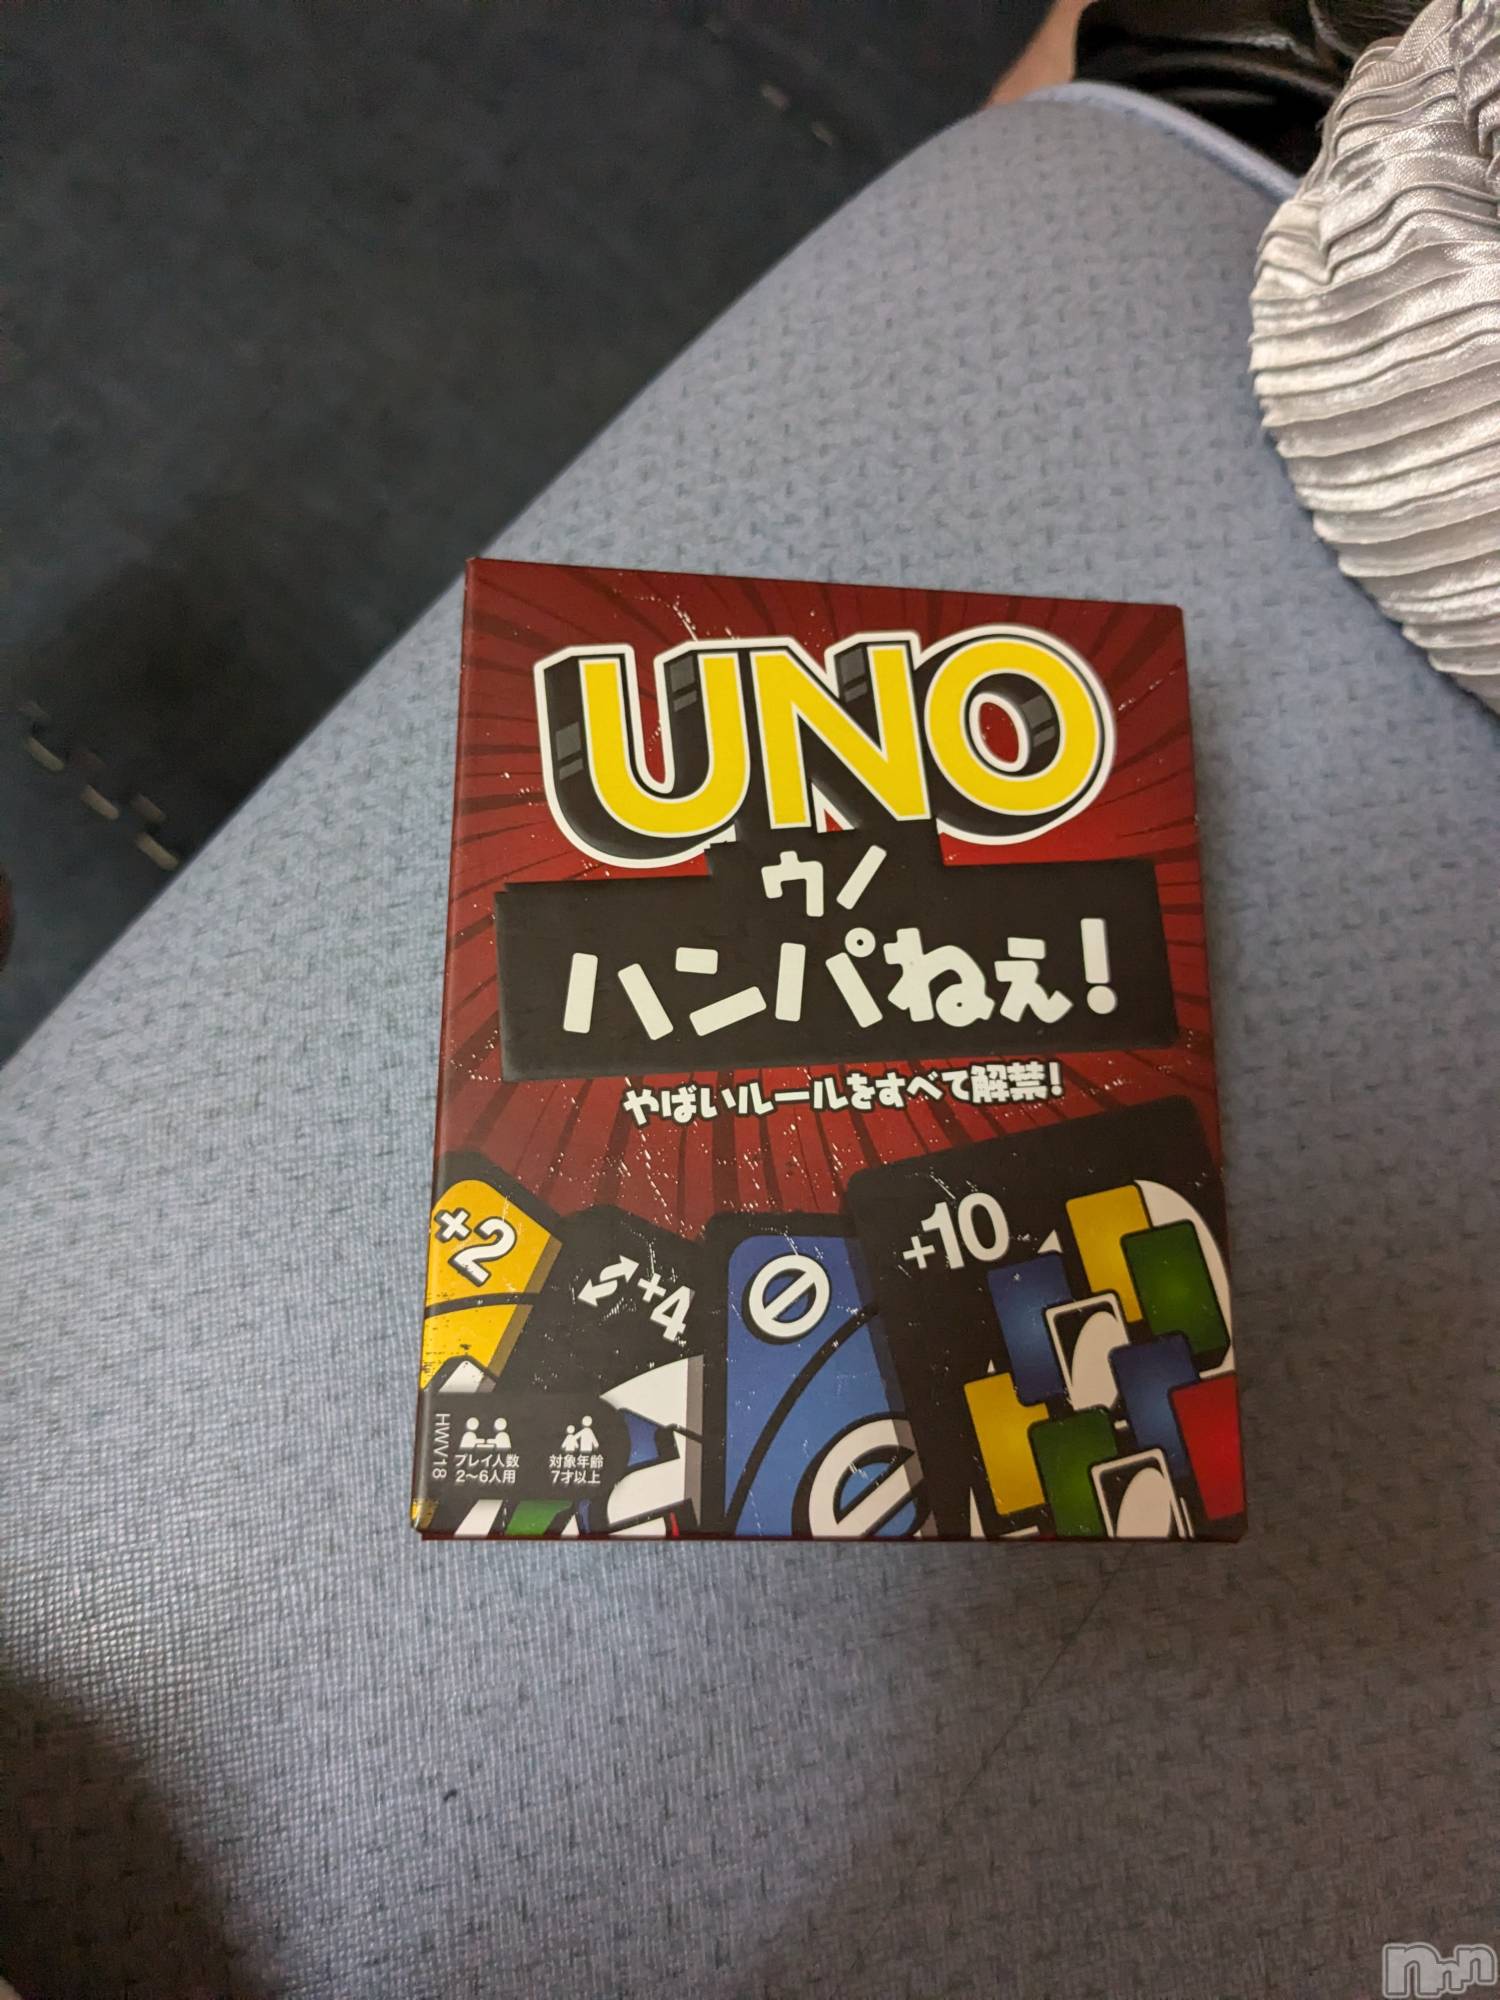 UNO
ウノ
ハンパねぇ!
やばいルールをすべて解禁!
×2
+4
+10
HWV18
プレイ人数
2～6人用
対象年齢
7才以上
nnn